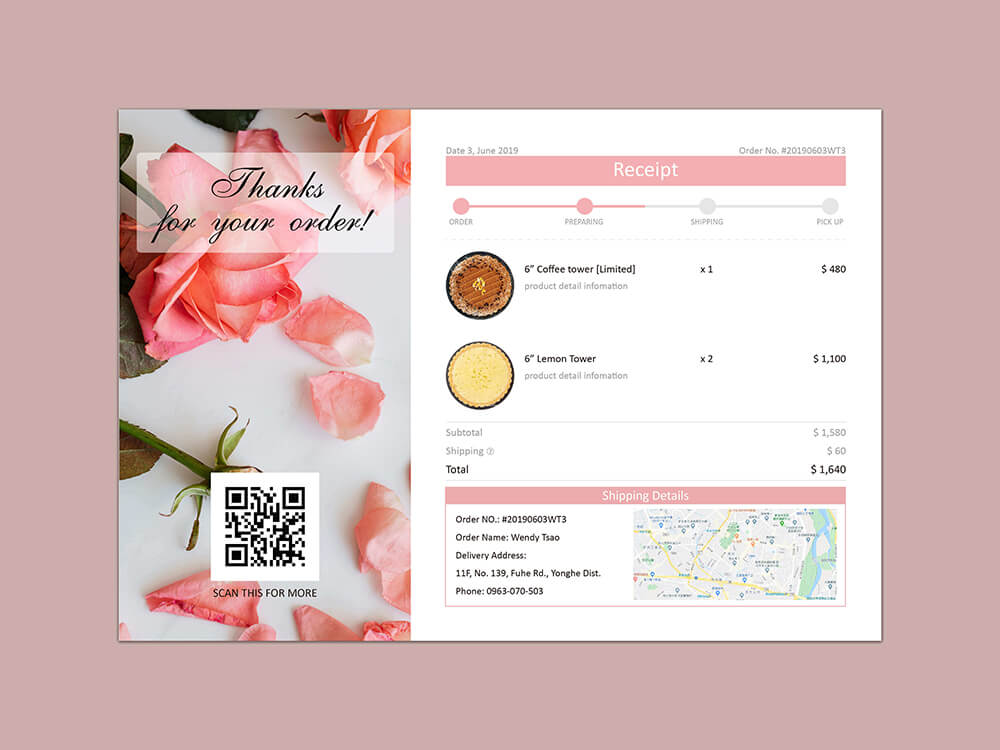 Thanks
for your order!
SCAN THIS FOR MORE
Date 3, June 2019
Order No. #20190603WT3
Receipt
ORDER
PREPARING
SHIPPING
PICK UP
6” Coffee tower [Limited] x 1 $ 480
product detail infomation
6” Lemon Tower x 2 $ 1,100
product detail infomation
Subtotal $ 1,580
Shipping ? $ 60
Total $ 1,640
Shipping Details
Order NO.: #20190603WT3
Order Name: Wendy Tsao
Delivery Address:
11F, No. 139, Fuhe Rd., Yonghe Dist.
Phone: 0963-070-503